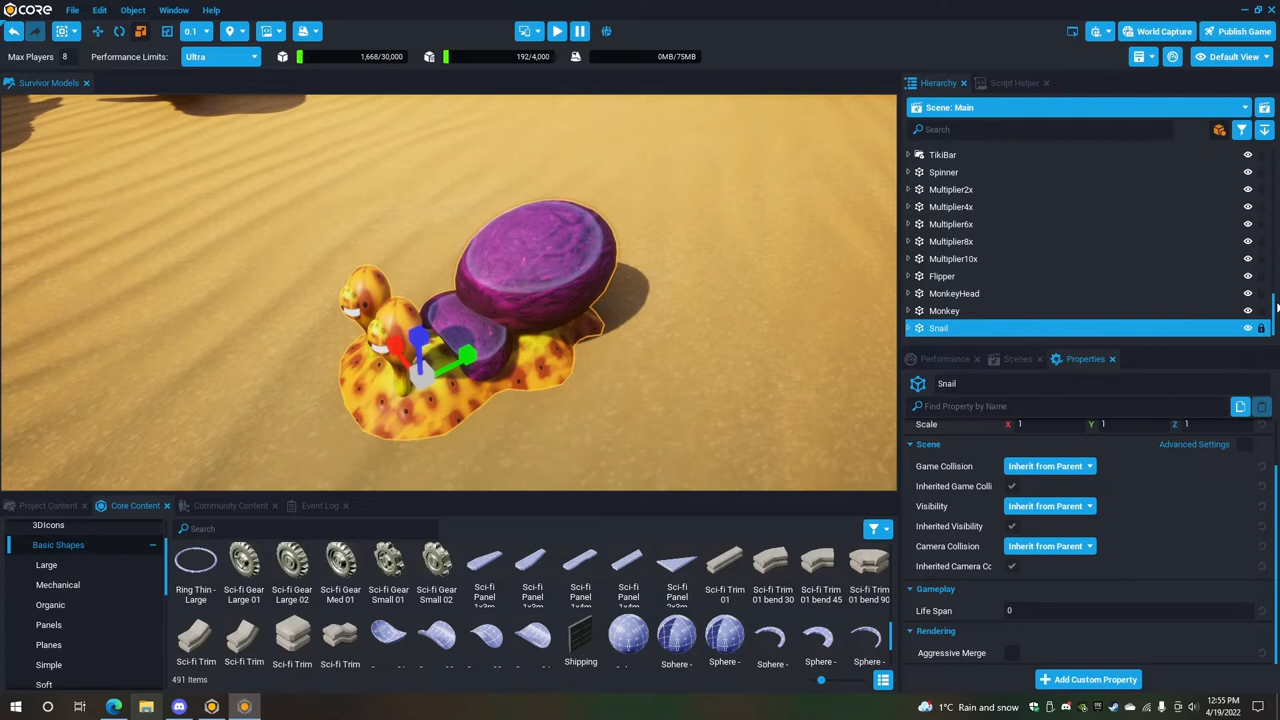 CORE
File Edit Object Window Help
0.1
World Capture
Publish Game
Max Players 8 Performance Limits: Ultra 1,668/30,000 192/4,000 0MB/75MB
Default View
Survivor Models
Hierarchy
Script Helper
Scene: Main
Search
TikiBar
Spinner
Multiplier2x
Multiplier4x
Multiplier6x
Multiplier8x
Multiplier10x
Flipper
MonkeyHead
Monkey
Snail
Performance
Scenes
Properties
Snail
Find Property by Name
Scale X 1 Y 1 Z 1
Scene Advanced Settings
Game Collision Inherit from Parent
Inherited Game Colli
Visibility Inherit from Parent
Inherited Visibility
Camera Collision Inherit from Parent
Inherited Camera Cc
Gameplay
Life Span 0
Rendering
Aggressive Merge
Add Custom Property
Project Content
Core Content
Community Content
Event Log
3DIcons
Basic Shapes
Large
Mechanical
Organic
Panels
Planes
Simple
Soft
Search
Ring Thin - Large
Sci-fi Gear Large 01
Sci-fi Gear Large 02
Sci-fi Gear Med 01
Sci-fi Gear Small 01
Sci-fi Gear Small 02
Sci-fi Panel 1x3m
Sci-fi Panel 1x3m
Sci-fi Panel 1x4m
Sci-fi Panel 1x4m
Sci-fi Panel 2x3m
Sci-fi Trim 01
Sci-fi Trim 01 bend 30
Sci-fi Trim 01 bend 45
Sci-fi Trim 01 bend 90
Sci-fi Trim
Sci-fi Trim
Sci-fi Trim
Sci-fi Trim
Shipping
Sphere -
Sphere -
Sphere -
Sphere -
Sphere -
491 Items
1°C Rain and snow
12:55 PM
4/19/2022